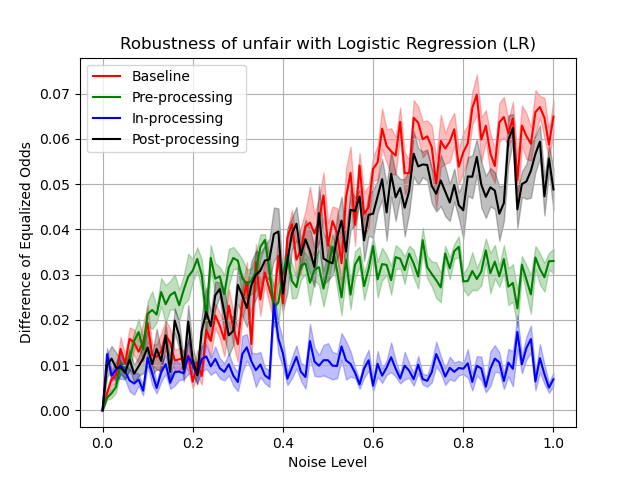 Robustness of unfair with Logistic Regression (LR)
Baseline
Pre-processing
In-processing
Post-processing
Difference of Equalized Odds
0.07
0.06
0.05
0.04
0.03
0.02
0.01
0.00
0.0 0.2 0.4 0.6 0.8 1.0
Noise Level